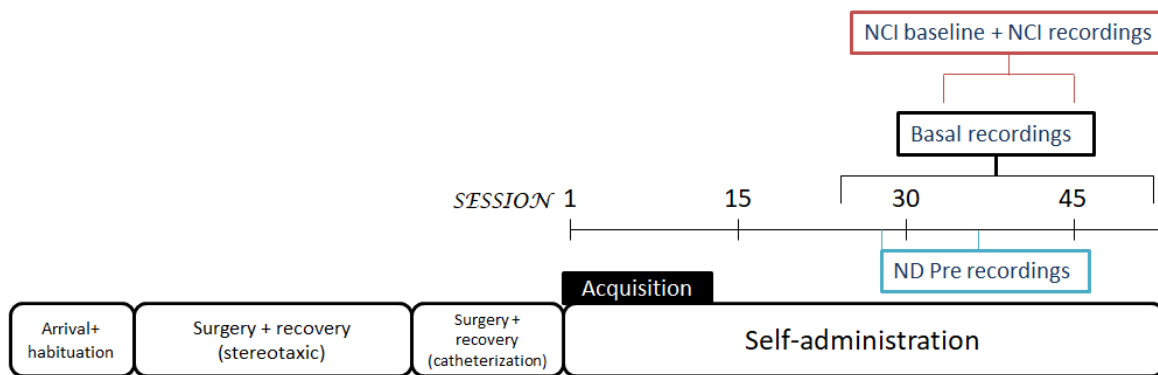 NCI baseline + NCI recordings
Basal recordings
SESSION 1 15 30 45
ND Pre recordings
Acquisition
Arrival+
habituation
Surgery + recovery
(stereotaxic)
Surgery +
recovery
(catheterization)
Self-administration